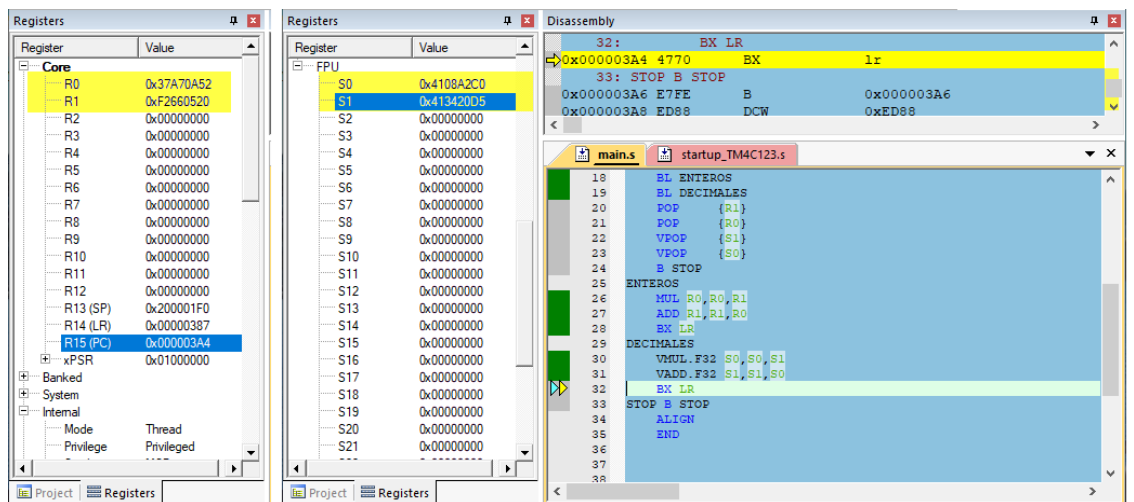 Registers
Register Value
Core
R0 0x37A70A52
R1 0xF2660520
R2 0x00000000
R3 0x00000000
R4 0x00000000
R5 0x00000000
R6 0x00000000
R7 0x00000000
R8 0x00000000
R9 0x00000000
R10 0x00000000
R11 0x00000000
R12 0x00000000
R13 (SP) 0x200001F0
R14 (LR) 0x00000387
R15 (PC) 0x000003A4
xPSR 0x01000000
Banked
System
Internal
Mode Thread
Privilege Privileged
Project Registers
Registers
Register Value
FPU
S0 0x4108A2C0
S1 0x413420D5
S2 0x00000000
S3 0x00000000
S4 0x00000000
S5 0x00000000
S6 0x00000000
S7 0x00000000
S8 0x00000000
S9 0x00000000
S10 0x00000000
S11 0x00000000
S12 0x00000000
S13 0x00000000
S14 0x00000000
S15 0x00000000
S16 0x00000000
S17 0x00000000
S18 0x00000000
S19 0x00000000
S20 0x00000000
S21 0x00000000
Project Registers
Disassembly
32: BX LR
0x000003A4 4770 BX lr
33: STOP B STOP
0x000003A6 E7FE B 0x000003A6
0x000003A8 ED88 DCW 0xED88
main.s startup_TM4C123.s
18 BL ENTEROS
19 BL DECIMALES
20 POP {R1}
21 POP {R0}
22 VPOP {S1}
23 VPOP {S0}
24 B STOP
25 ENTEROS
26 MUL R0,R0,R1
27 ADD R1,R1,R0
28 BX LR
29 DECIMALES
30 VMUL.F32 S0,S0,S1
31 VADD.F32 S1,S1,S0
32 BX LR
33 STOP B STOP
34 ALIGN
35 END
36
37
38